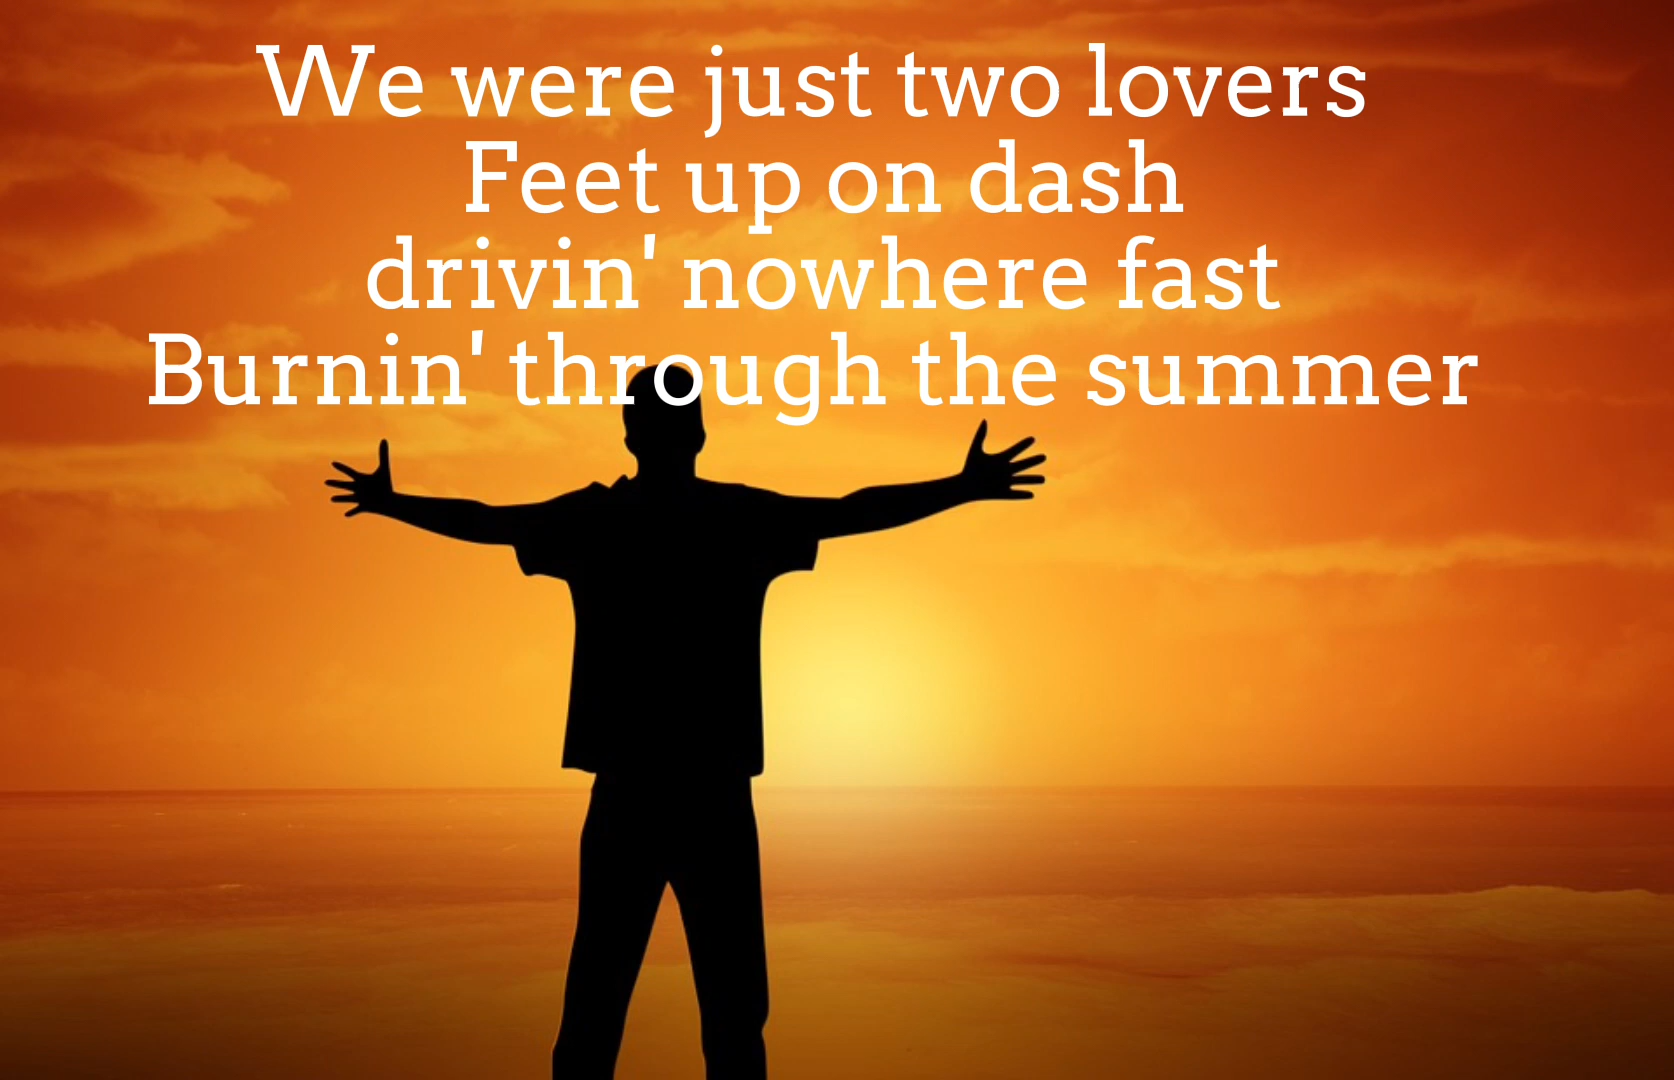 We were just two lovers
Feet up on dash
drivin' nowhere fast
Burnin' through the summer